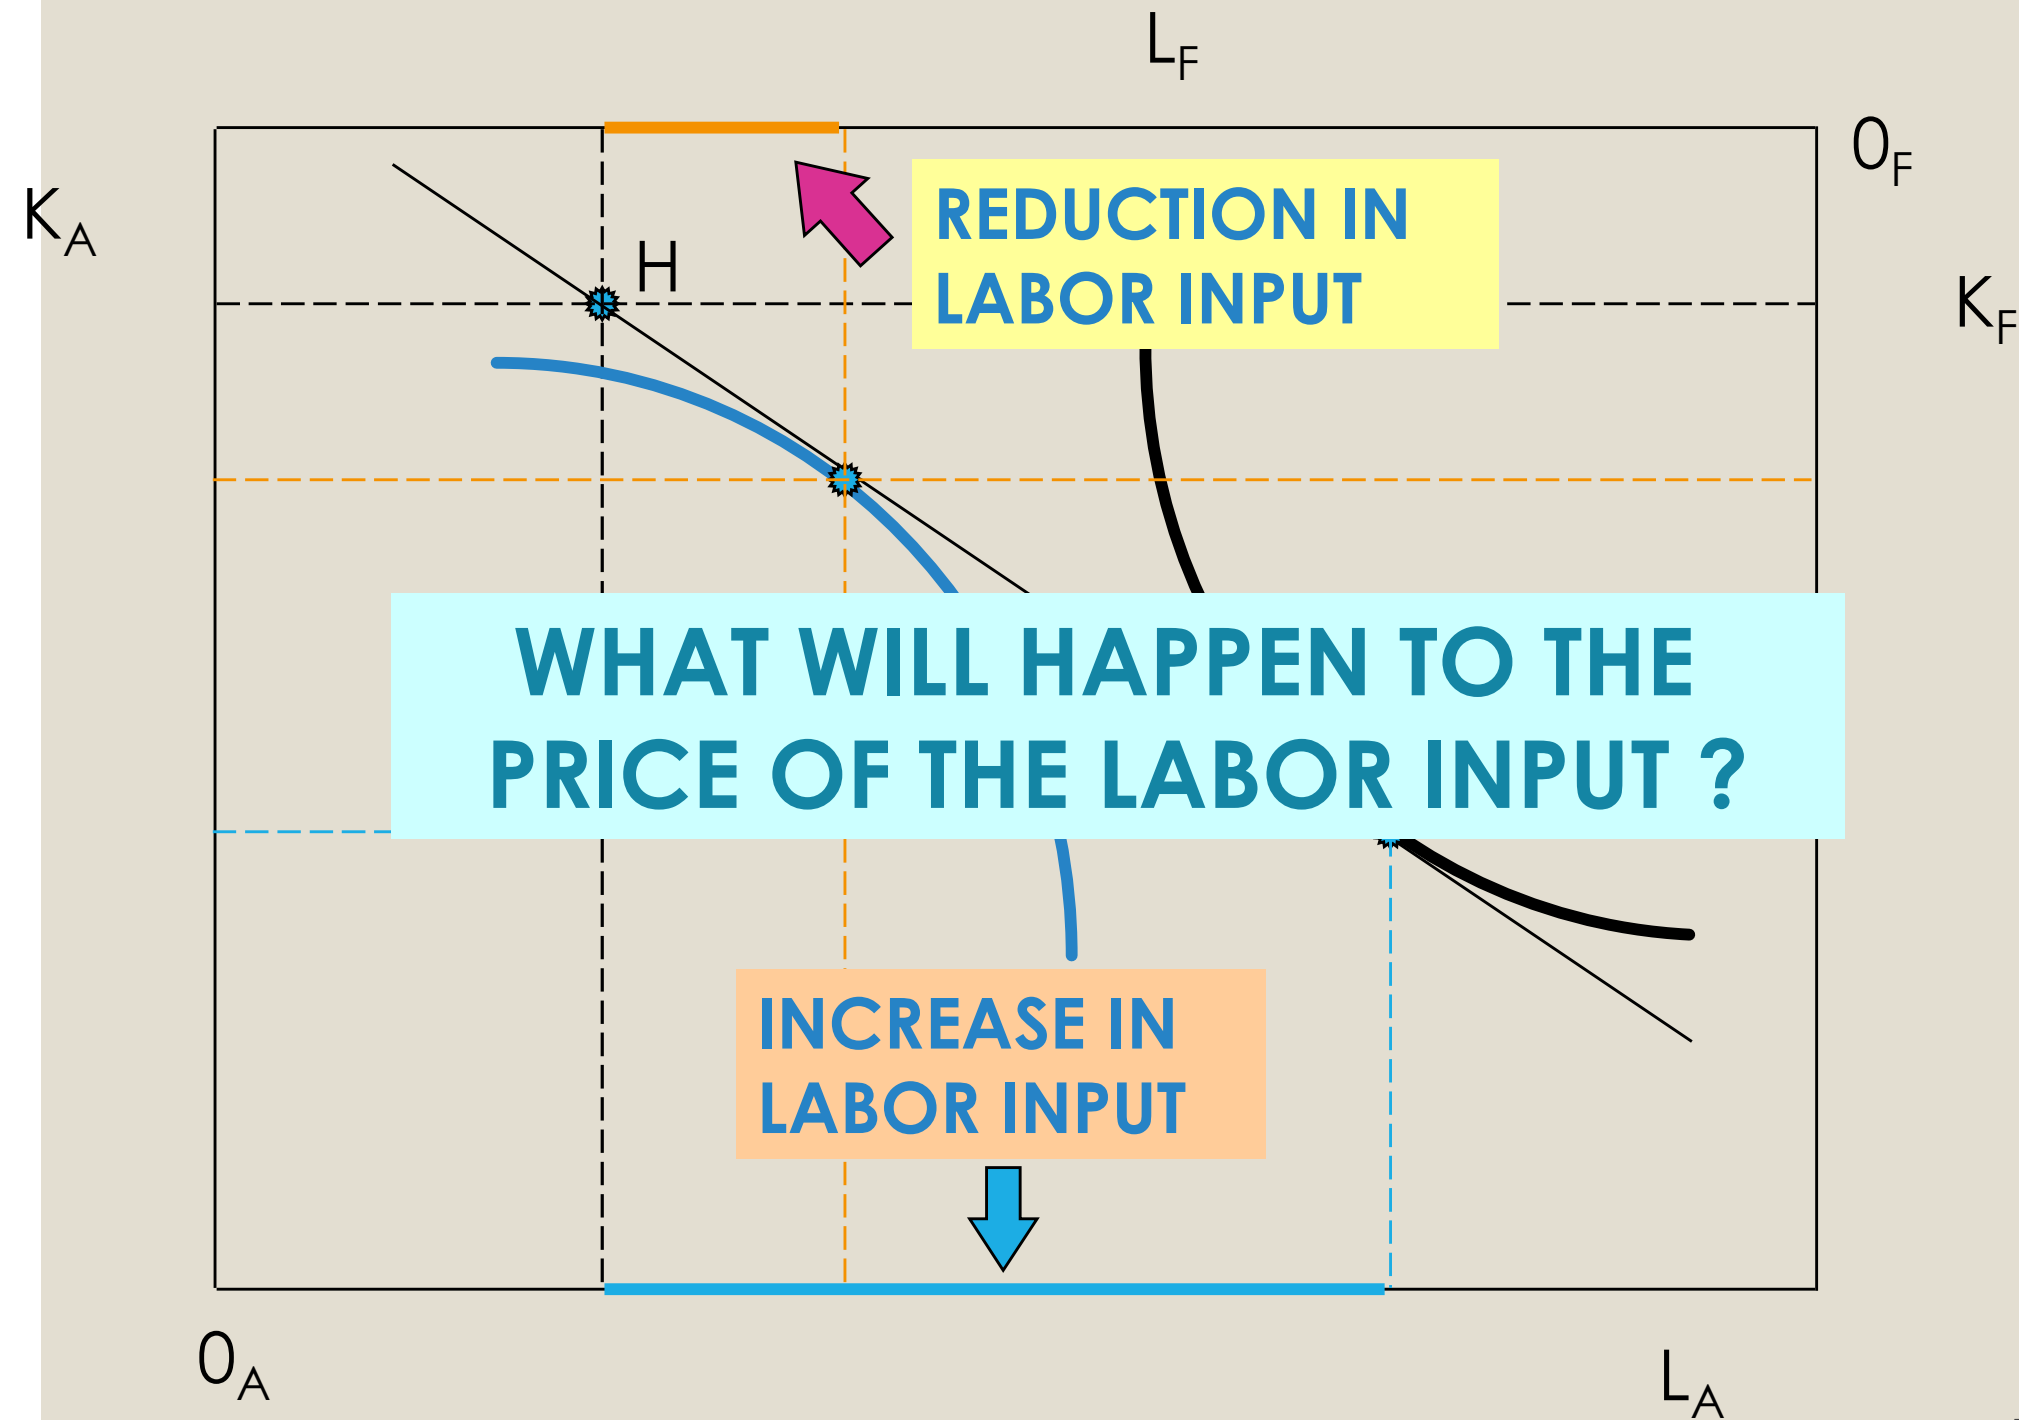 L_F
0_F
K_A
REDUCTION IN
LABOR INPUT
H
K_F
WHAT WILL HAPPEN TO THE
PRICE OF THE LABOR INPUT ?
INCREASE IN
LABOR INPUT
0_A
L_A